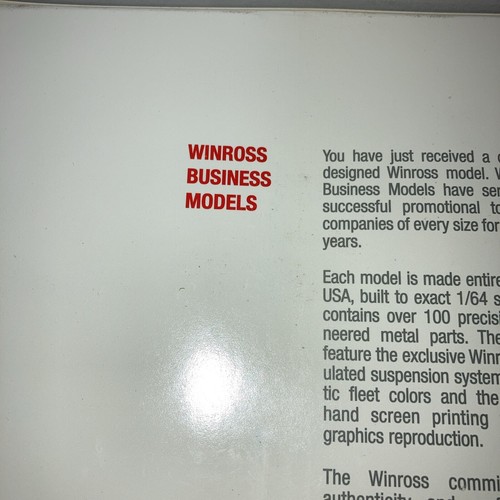 WINROSS
BUSINESS
MODELS
You have just received a
designed Winross model.
Business Models have
successful promotional
companies of every size for
years.
Each model is made
USA, built to exact 1/64
contains over 100
neered metal parts.
feature the exclusive
ulated suspension
tic fleet colors and the
hand screen printing
graphics reproduction.
The Winross